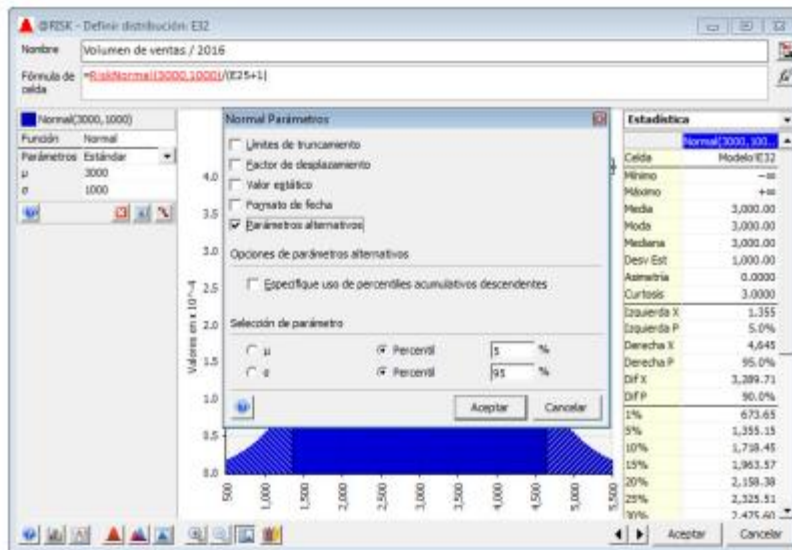 @RISK - Definir distribución: E32
Nombre
Volumen de ventas / 2016
Fórmula de celda
=RiskNormal(3000,1000)/(E25+1)
Normal(3000, 1000)
Función Normal
Parámetros Estándar
μ 3000
σ 1000
Normal Parámetros
Límites de truncamiento
Factor de desplazamiento
Valor estático
Formato de fecha
Parámetros alternativos
Opciones de parámetros alternativos
Especifique uso de percentiles acumulativos descendentes
Selección de parámetro
μ Percentil 5 %
σ Percentil 95 %
Aceptar Cancelar
Valores en x 10^-4
4.0
3.5
3.0
2.5
2.0
1.5
1.0
0.5
0.0
500
1,000
1,500
2,000
2,500
3,000
3,500
4,000
4,500
5,000
5,500
Estadística
Normal(3000, 100...
Celda Modelo!E32
Mínimo -∞
Máximo +∞
Media 3,000.00
Moda 3,000.00
Mediana 3,000.00
Desv Est 1,000.00
Asimetría 0.0000
Curtosis 3.0000
Izquierda X 1,355
Izquierda P 5.0%
Derecha X 4,645
Derecha P 95.0%
Dif X 3,289.71
Dif P 90.0%
1% 673.65
5% 1,355.15
10% 1,718.45
15% 1,963.57
20% 2,158.38
25% 2,325.51
30% 2,475.60
Aceptar Cancelar